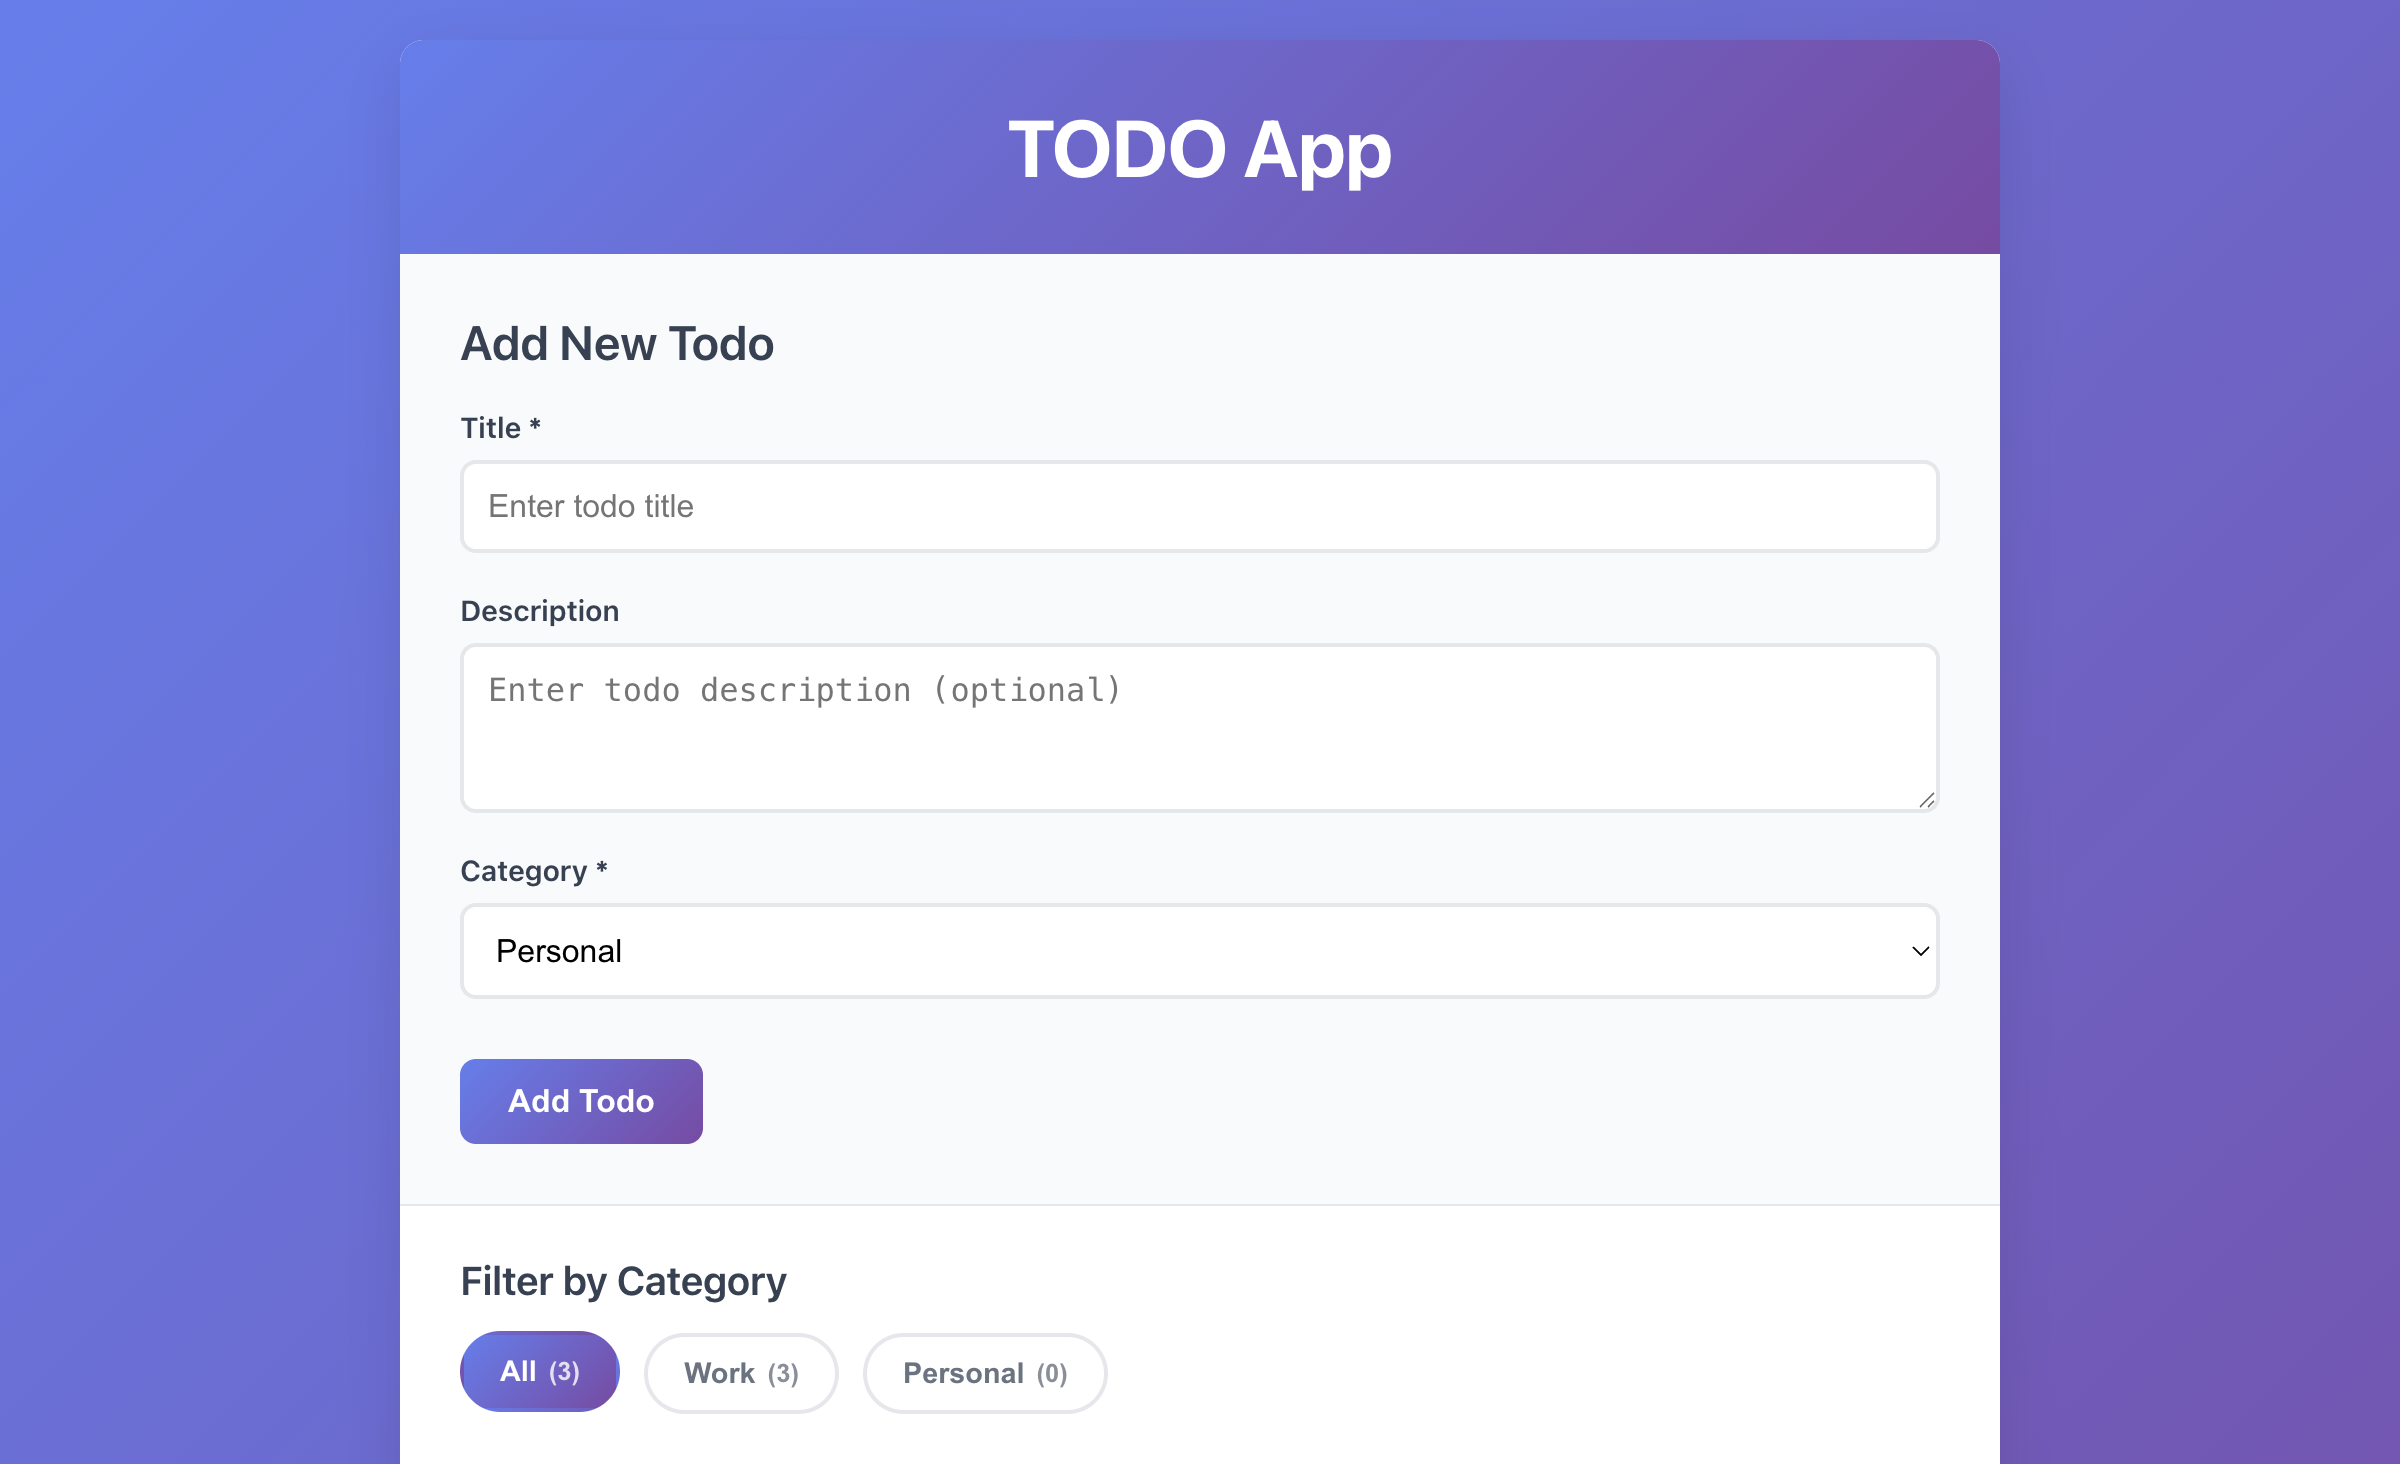 TODO App
Add New Todo
Title *
Enter todo title
Description
Enter todo description (optional)
Category *
Personal
Add Todo
Filter by Category
All (3) Work (3) Personal (0)